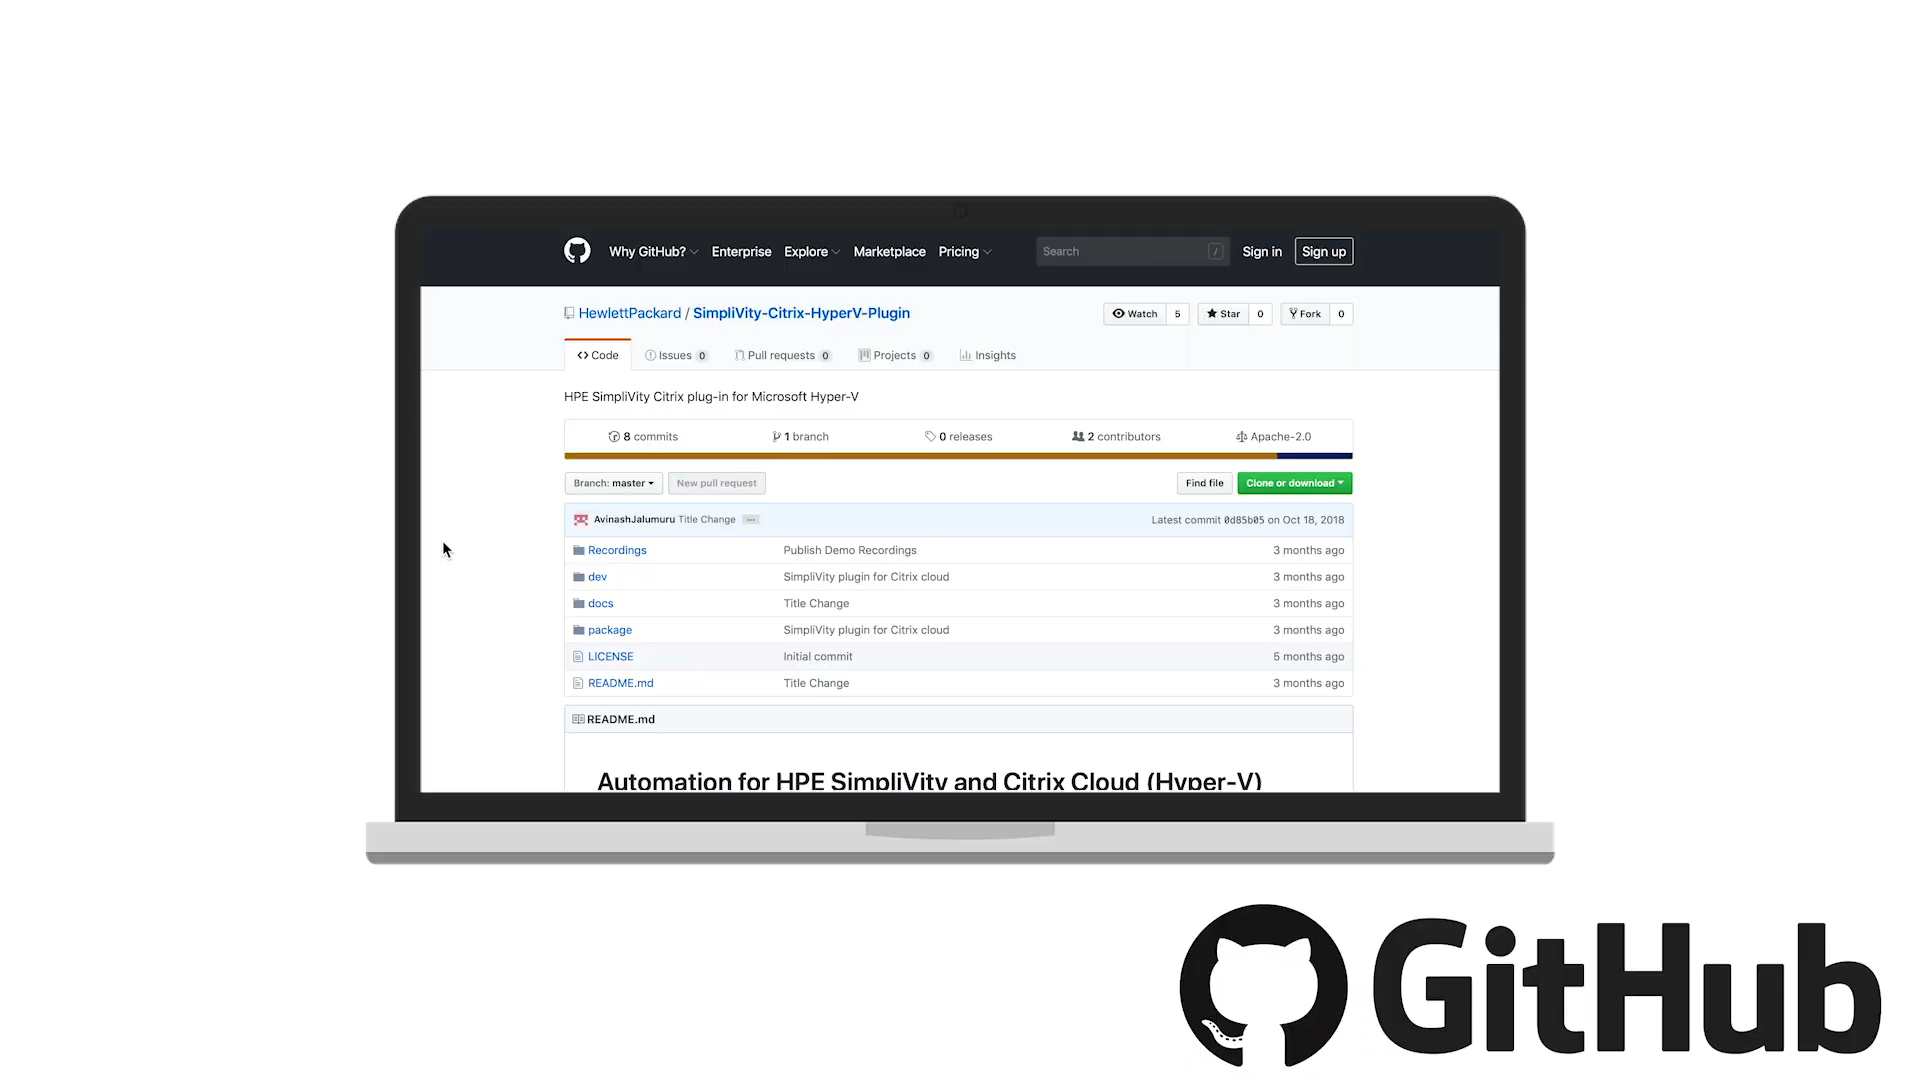 Why GitHub? Enterprise Explore Marketplace Pricing Search / Sign in Sign up
HewlettPackard / SimpliVity-Citrix-HyperV-Plugin Watch 5 Star 0 Fork 0
<> Code Issues 0 Pull requests 0 Projects 0 Insights
HPE SimpliVity Citrix plug-in for Microsoft Hyper-V
8 commits 1 branch 0 releases 2 contributors Apache-2.0
Branch: master New pull request Find file Clone or download
AvinashJalumuru Title Change ... Latest commit 0d85b05 on Oct 18, 2018
Recordings Publish Demo Recordings 3 months ago
dev SimpliVity plugin for Citrix cloud 3 months ago
docs Title Change 3 months ago
package SimpliVity plugin for Citrix cloud 3 months ago
LICENSE Initial commit 5 months ago
README.md Title Change 3 months ago
README.md
Automation for HPE SimpliVity and Citrix Cloud (Hyper-V)
GitHub